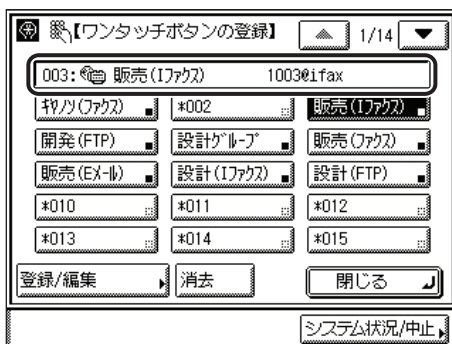 【ワンタッチボタンの登録】 1/14
003: 販売(Iファクス) 1003@ifax
キヤノン(ファクス) *002 販売(Iファクス)
開発(FTP) 設計グループ 販売(ファクス)
販売(Eメール) 設計(Iファクス) 設計(FTP)
*010 *011 *012
*013 *014 *015
登録/編集 消去 閉じる
システム状況/中止